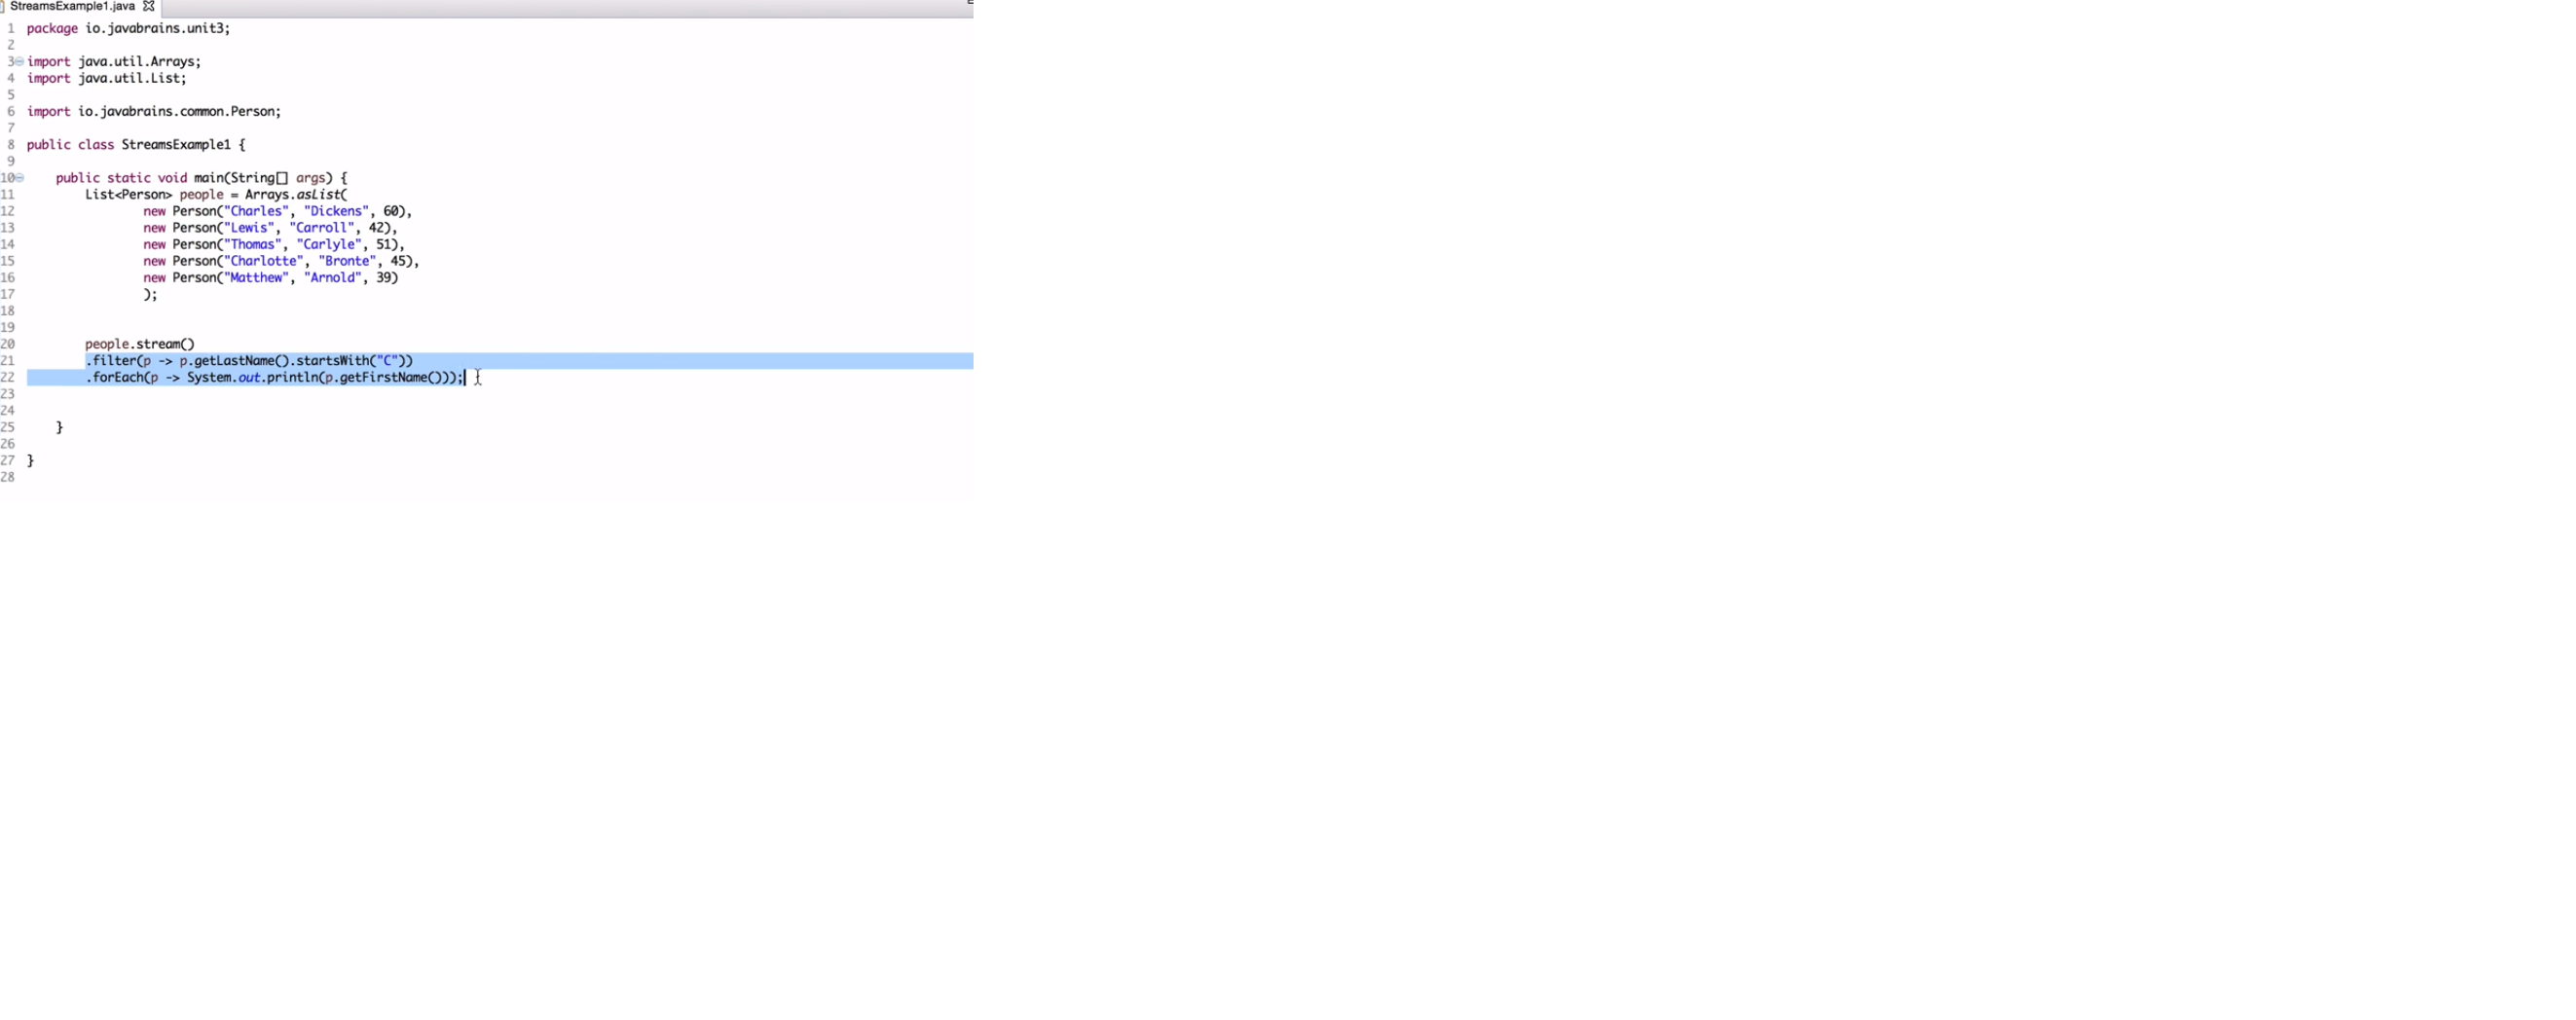 StreamsExample1.java
1 package io.javabrains.unit3;
2
3 import java.util.Arrays;
4 import java.util.List;
5
6 import io.javabrains.common.Person;
7
8 public class StreamsExample1 {
9
10 public static void main(String[] args) {
11 List<Person> people = Arrays.asList(
12 new Person("Charles", "Dickens", 60),
13 new Person("Lewis", "Carroll", 42),
14 new Person("Thomas", "Carlyle", 51),
15 new Person("Charlotte", "Bronte", 45),
16 new Person("Matthew", "Arnold", 39)
17 );
18
19
20 people.stream()
21 .filter(p -> p.getLastName().startsWith("C"))
22 .forEach(p -> System.out.println(p.getFirstName()));
23
24
25 }
26
27 }
28